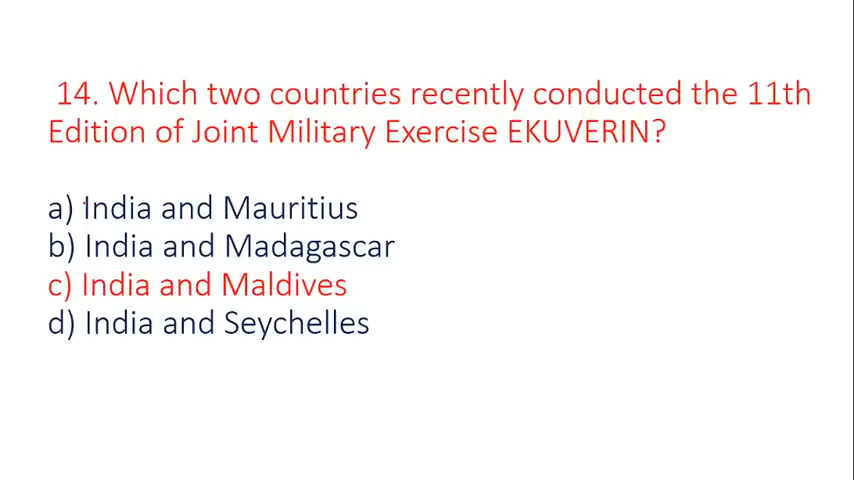 14. Which two countries recently conducted the 11th
Edition of Joint Military Exercise EKUVERIN?
a) India and Mauritius
b) India and Madagascar
c) India and Maldives
d) India and Seychelles